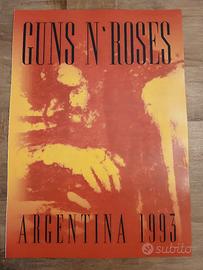 GUNS N' ROSES
ARGENTINA 1993
subito